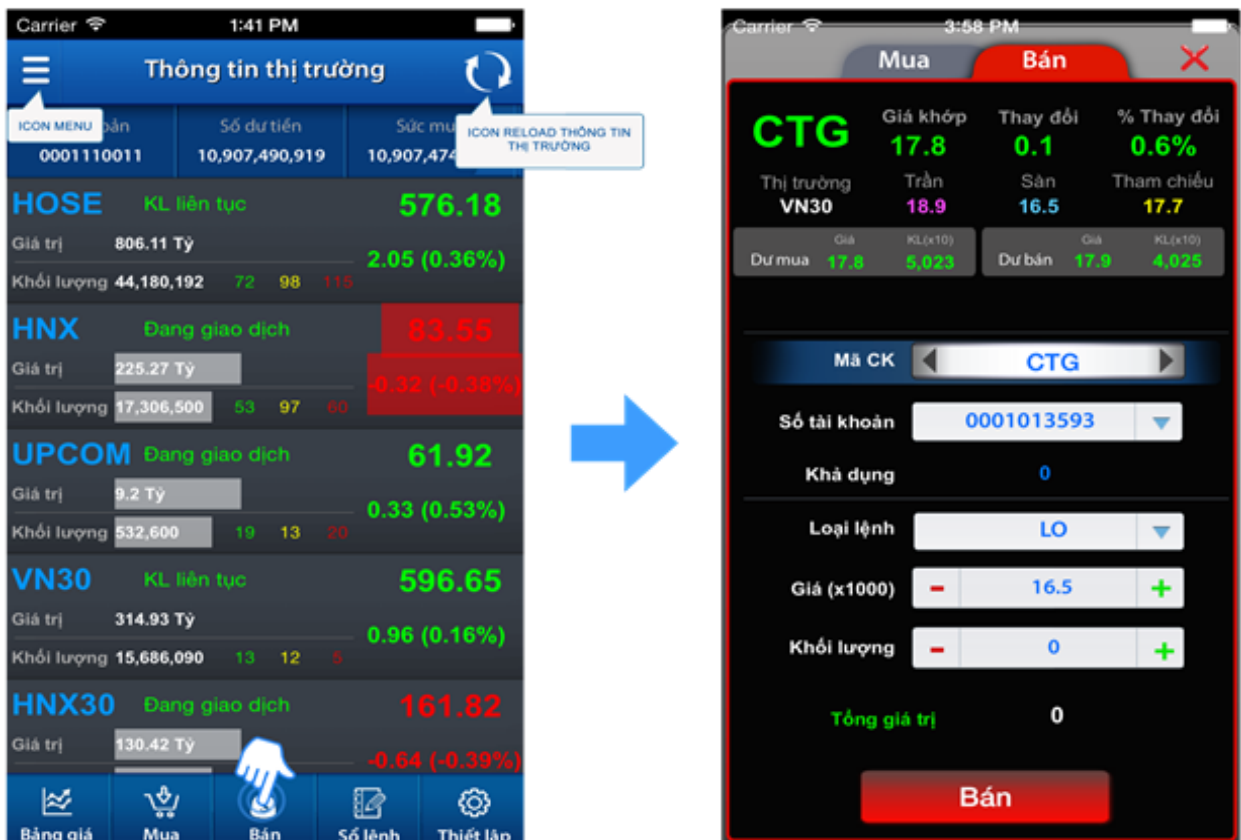 Carrier 1:41 PM
Thông tin thị trường
ICON MENU
ản Số dư tiền Sức mu
ICON RELOAD THÔNG TIN
THỊ TRƯỜNG
0001110011 10,907,490,919 10,907,474
HOSE KL liên tục 576.18
Giá trị 806.11 Tỷ
2.05 (0.36%)
Khối lượng 44,180,192 72 98 115
HNX Đang giao dịch 83.55
Giá trị 225.27 Tỷ
-0.32 (-0.38%)
Khối lượng 17,306,500 53 97 60
UPCOM Đang giao dịch 61.92
Giá trị 9.2 Tỷ
0.33 (0.53%)
Khối lượng 532,600 19 13 20
VN30 KL liên tục 596.65
Giá trị 314.93 Tỷ
0.96 (0.16%)
Khối lượng 15,686,090 13 12 5
HNX30 Đang giao dịch 161.82
Giá trị 130.42 Tỷ
-0.64 (-0.39%)
Bảng giá Mua Bán Sổ lệnh Thiết lập
Carrier 3:58 PM
Mua Bán
CTG Giá khớp Thay đổi % Thay đổi
17.8 0.1 0.6%
Thị trường Trần Sàn Tham chiếu
VN30 18.9 16.5 17.7
Giá KL(x10) Giá KL(x10)
Dư mua 17.8 5,023 Dư bán 17.9 4,025
Mã CK CTG
Số tài khoản 0001013593
Khả dụng 0
Loại lệnh LO
Giá (x1000) - 16.5 +
Khối lượng - 0 +
Tổng giá trị 0
Bán